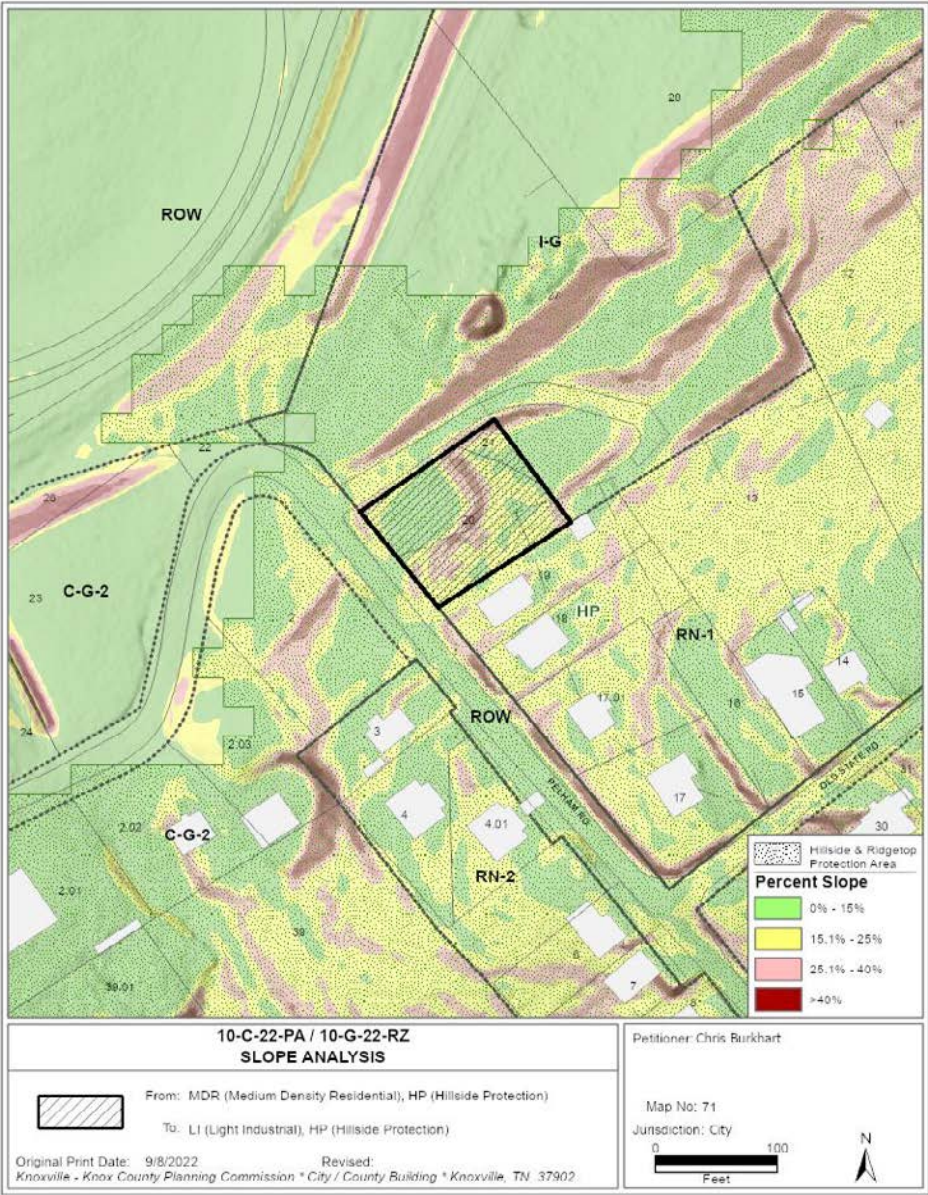 20
11
ROW
I-G
27
12
22
21
26
20
13
C-G-2
23
19
HP
18
2
RN-1
14
15
17.0
16
24
2.03
3
ROW
PELHAM RD
OLD STATE RD
17
4
4.01
2.02
C-G-2
30
RN-2
2.01
39
6
7
8
39.01
Hillside & Ridgetop
Protection Area
Percent Slope
0% - 15%
15.1% - 25%
25.1% - 40%
>40%
10-C-22-PA / 10-G-22-RZ
SLOPE ANALYSIS
From: MDR (Medium Density Residential), HP (Hillside Protection)
To: LI (Light Industrial), HP (Hillside Protection)
Original Print Date: 9/8/2022 Revised:
Knoxville - Knox County Planning Commission * City / County Building * Knoxville, TN 37902
Petitioner: Chris Burkhart
Map No: 71
Jurisdiction: City
0 100
Feet
N